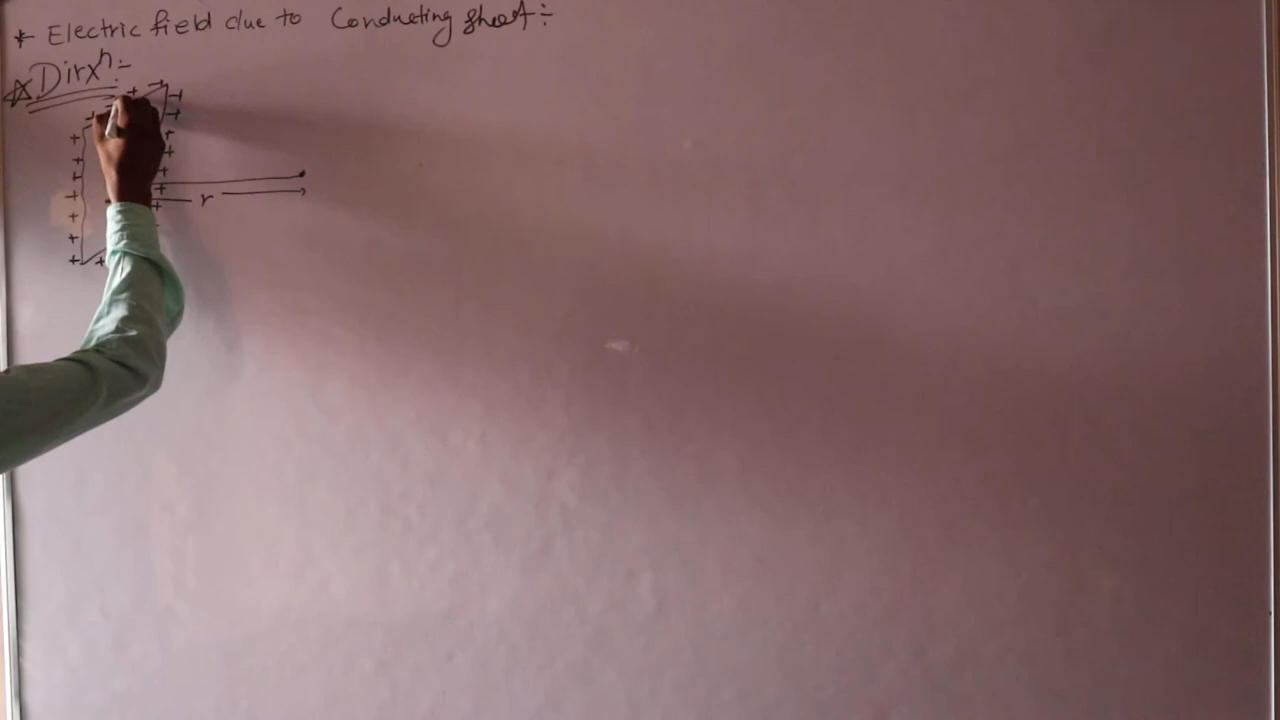 * Electric field due to Conducting sheet :-
☆ Dirxⁿ :-
r